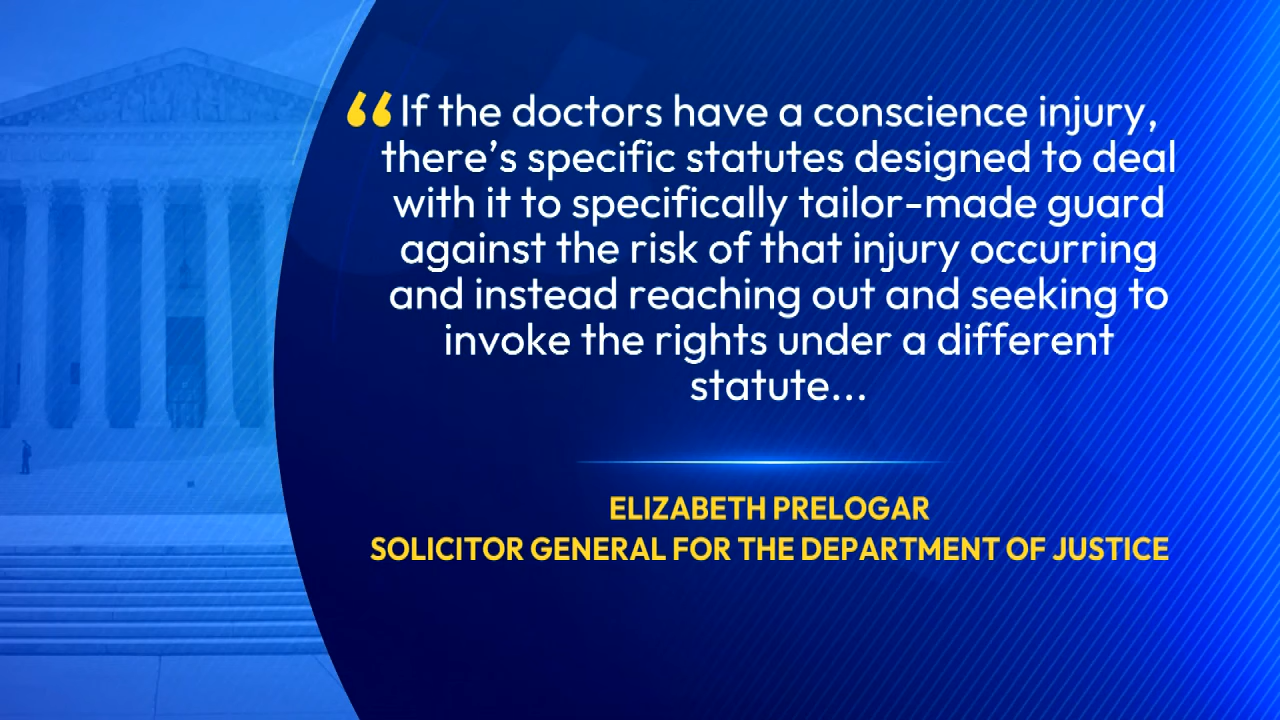 “If the doctors have a conscience injury,
there’s specific statutes designed to deal
with it to specifically tailor-made guard
against the risk of that injury occurring
and instead reaching out and seeking to
invoke the rights under a different
statute...
ELIZABETH PRELOGAR
SOLICITOR GENERAL FOR THE DEPARTMENT OF JUSTICE